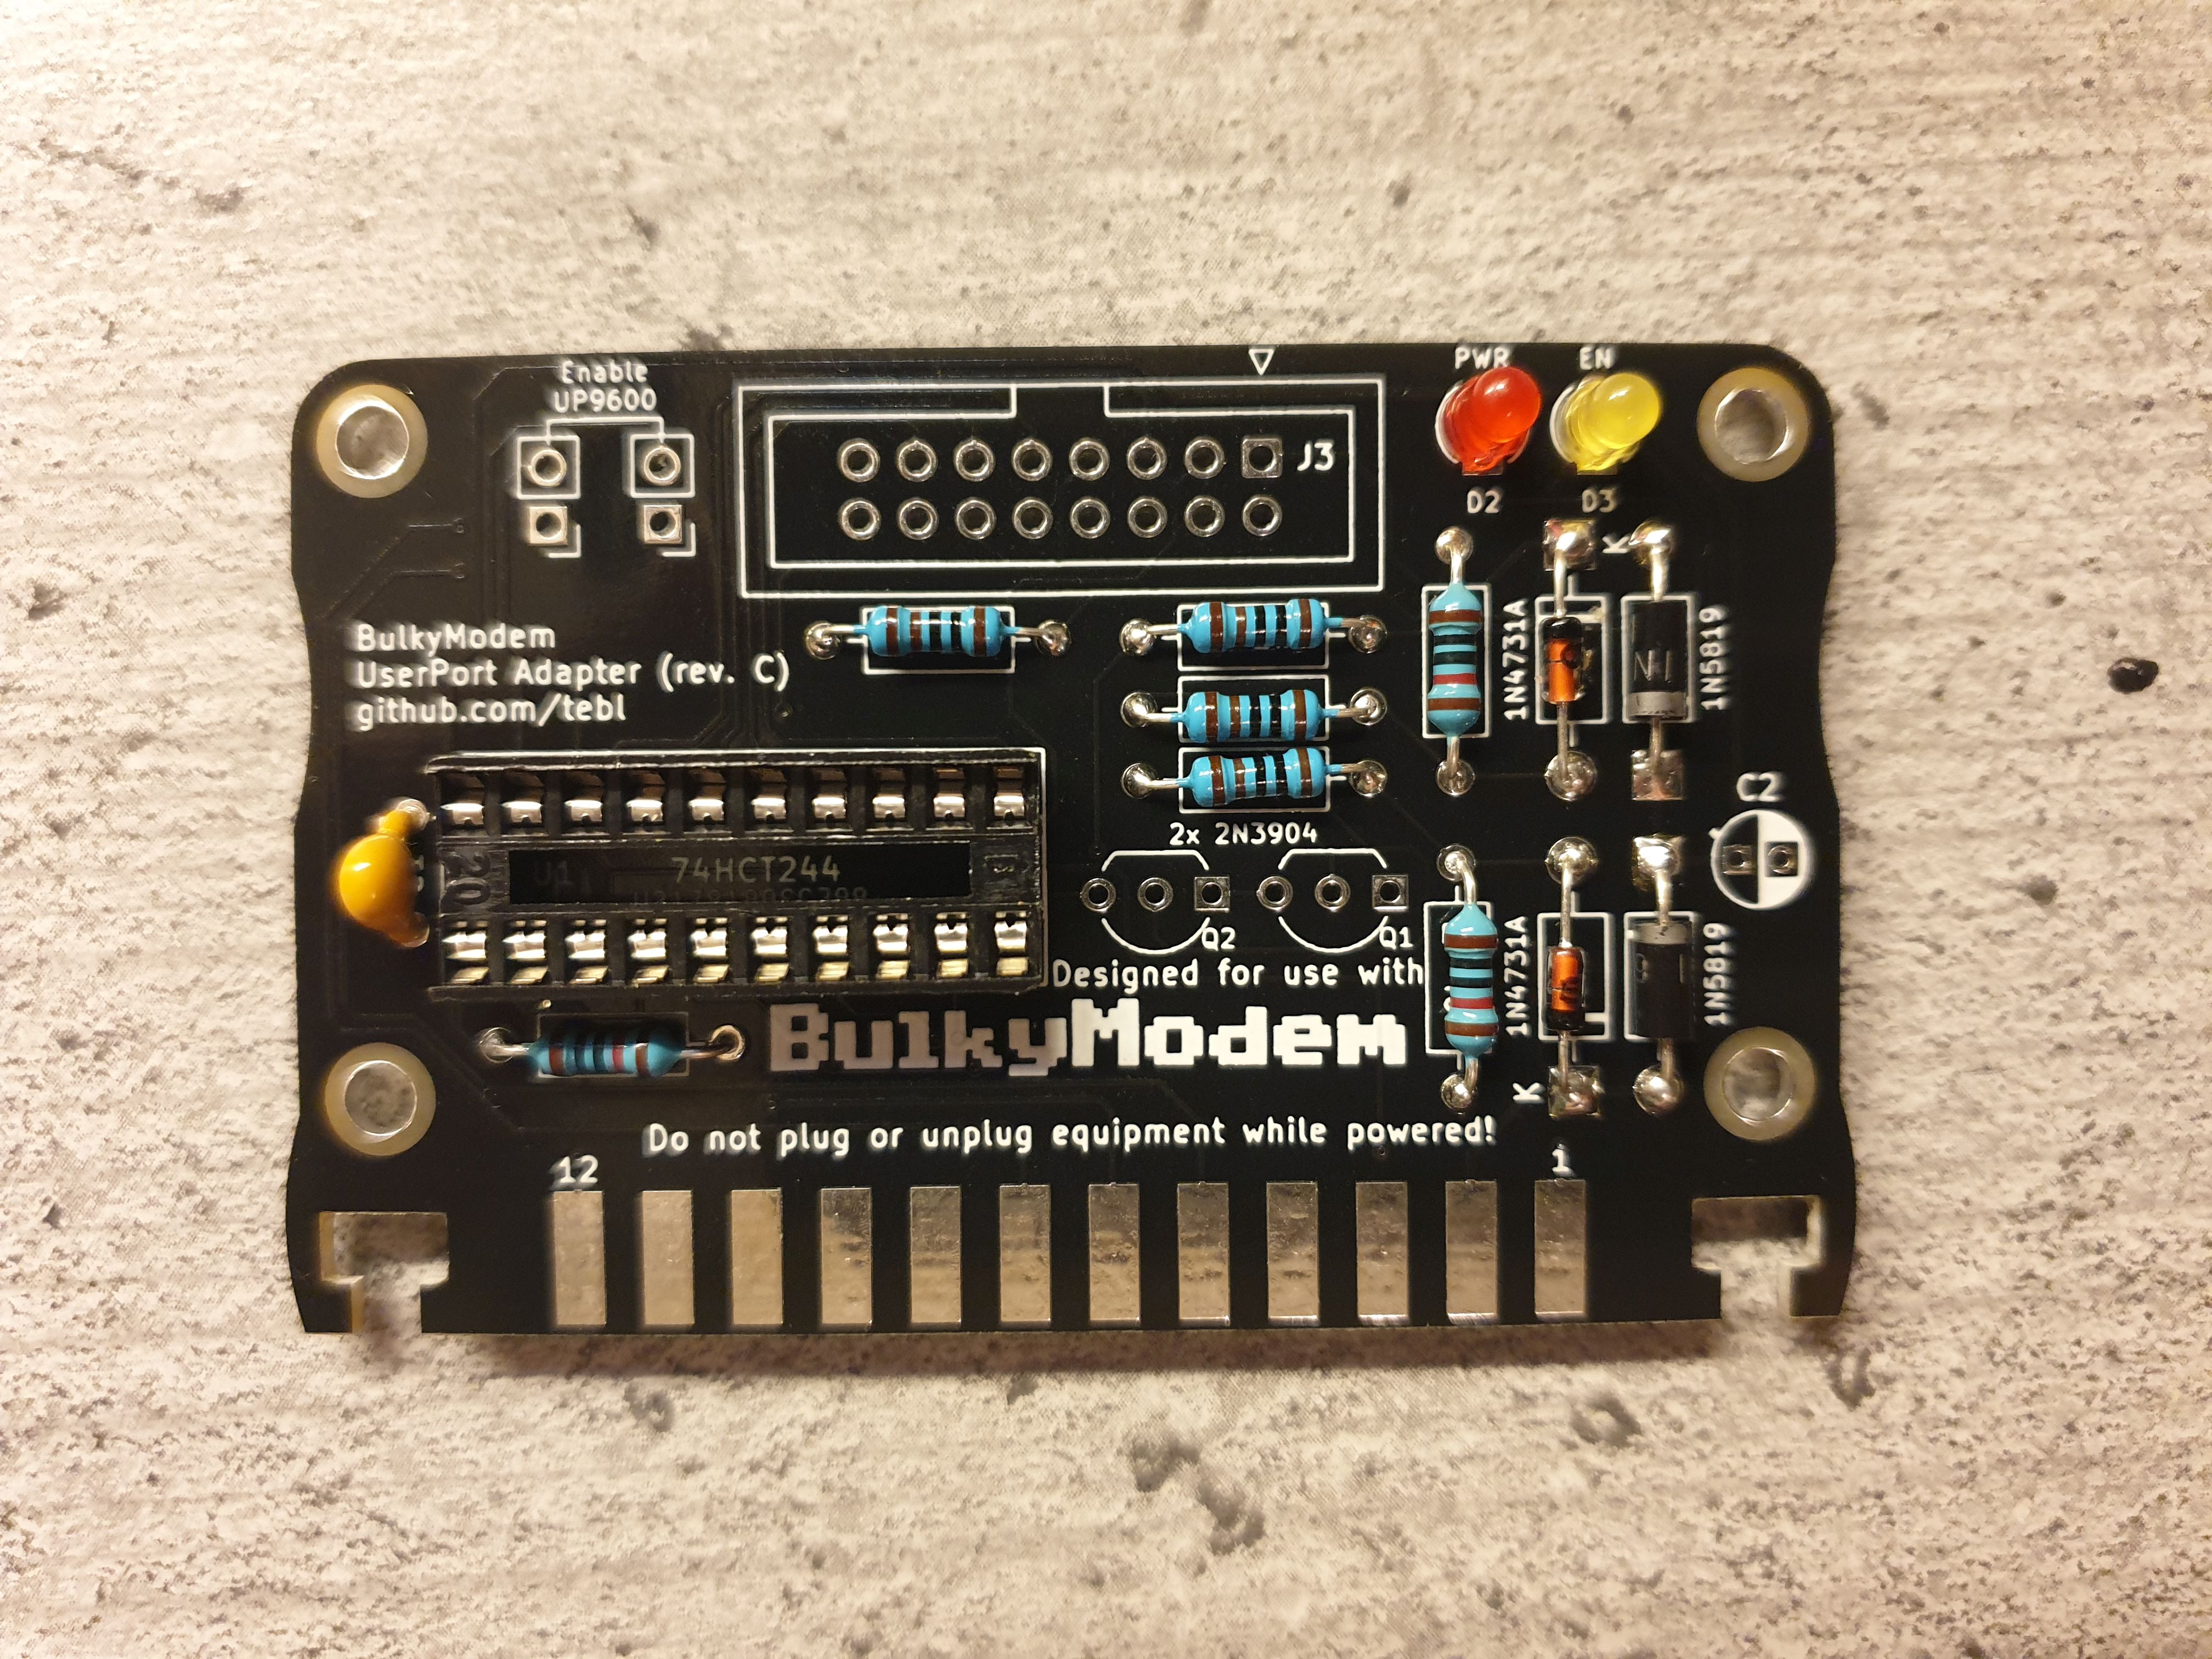 Enable
UP9600
PWR
EN
J3
D2
D3
K
BulkyModem
UserPort Adapter (rev. C)
github.com/tebl
1N4731A
1N5819
C2
2x 2N3904
20
U1
74HCT244
Q2
Q1
Designed for use with
BulkyModem
1N4731A
1N5819
K
Do not plug or unplug equipment while powered!
12
1